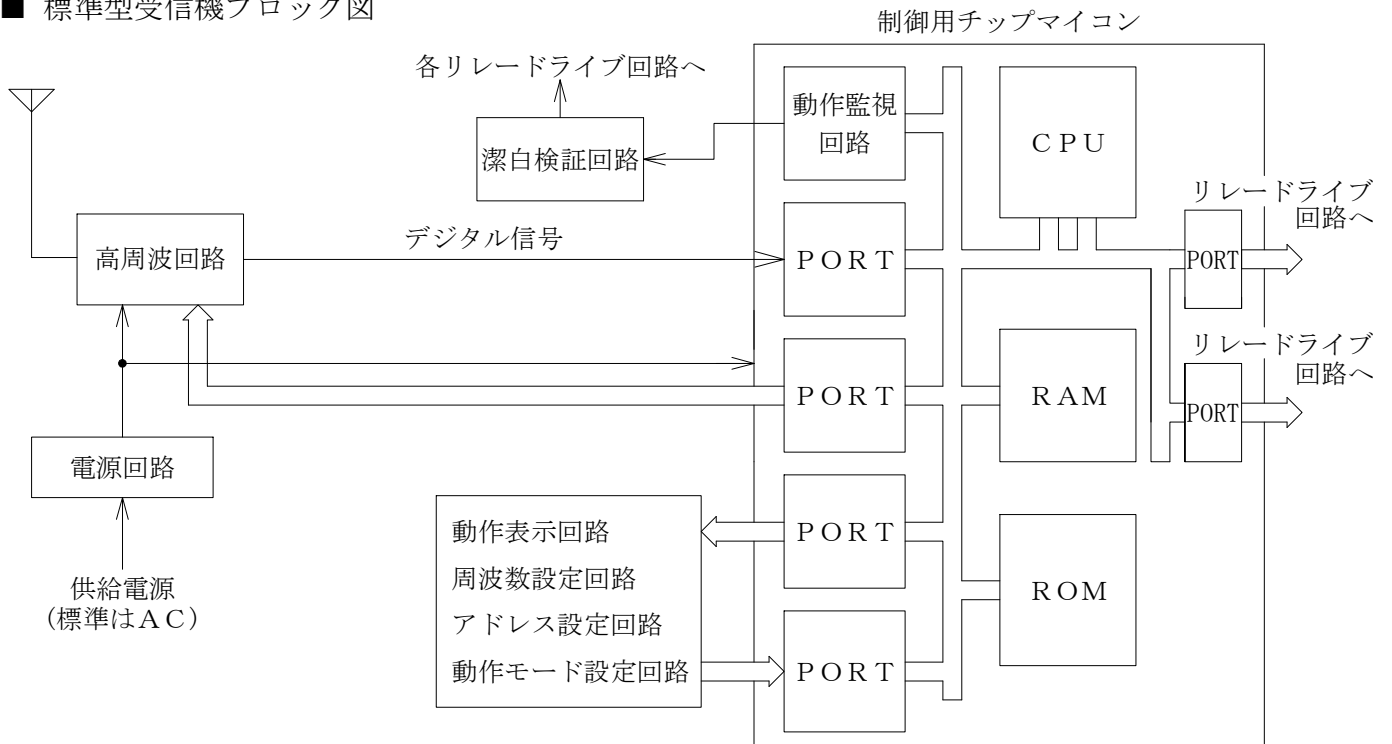 ■ 標準型受信機ブロック図
制御用チップマイコン
各リレードライブ回路へ
動作監視
回路
CPU
潔白検証回路
リレードライブ
回路へ
デジタル信号
高周波回路
PORT
PORT
リレードライブ
回路へ
PORT
RAM
PORT
電源回路
動作表示回路
周波数設定回路
アドレス設定回路
動作モード設定回路
PORT
ROM
供給電源
(標準はAC)
PORT